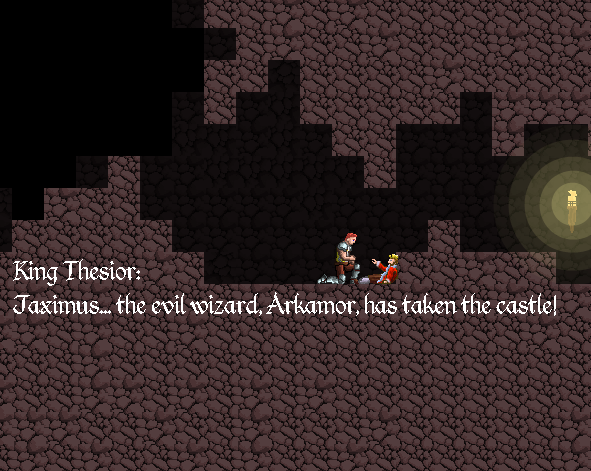 King Thesior:
Jaximus... the evil wizard, Arkamor, has taken the castle!